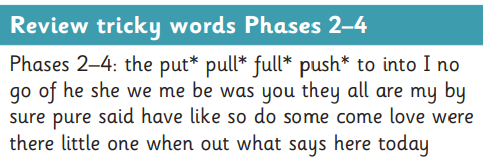 Review tricky words Phases 2–4
Phases 2–4: the put* pull* full* push* to into I no
go of he she we me be was you they all are my by
sure pure said have like so do some come love were
there little one when out what says here today